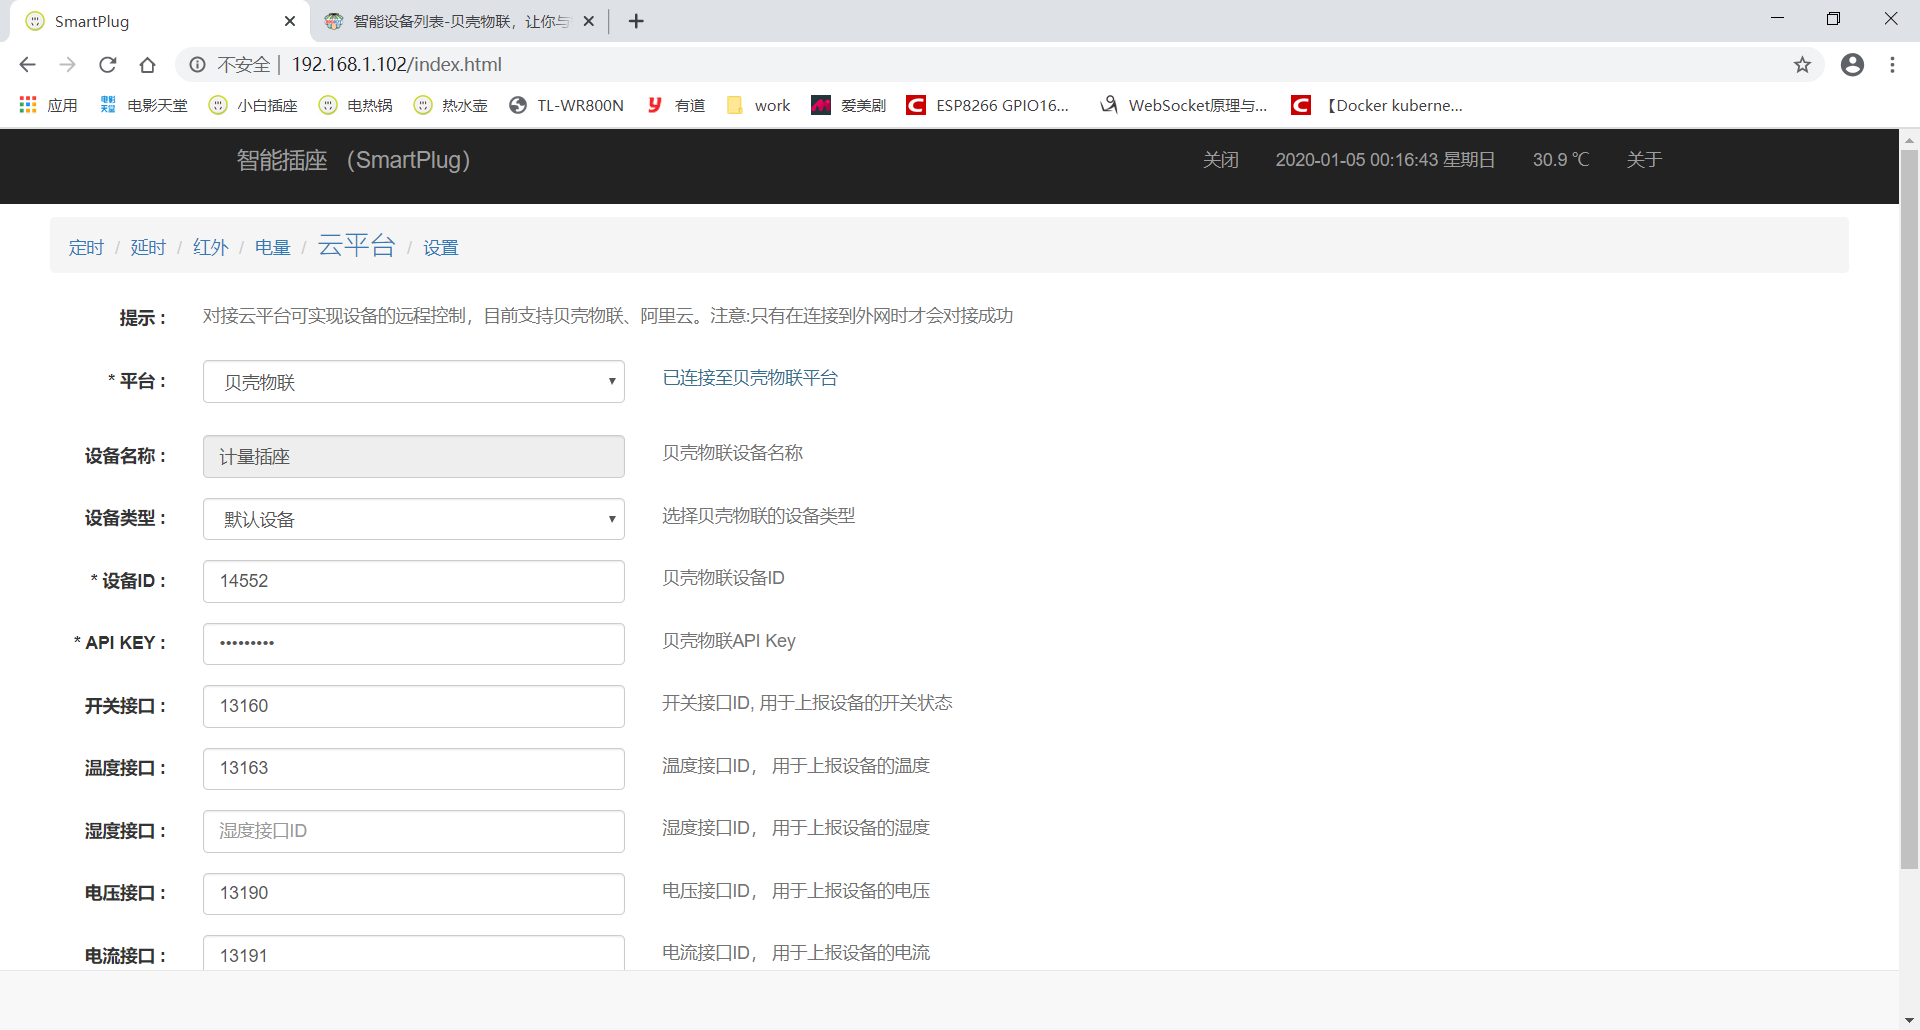 SmartPlug
智能设备列表-贝壳物联，让你与
不安全 | 192.168.1.102/index.html
应用 电影天堂 小白插座 电热锅 热水壶 TL-WR800N 有道 work 爱美剧 ESP8266 GPIO16... WebSocket原理与... 【Docker kuberne...
智能插座 （SmartPlug） 关闭 2020-01-05 00:16:43 星期日 30.9 ℃ 关于
定时 / 延时 / 红外 / 电量 / 云平台 / 设置
提示： 对接云平台可实现设备的远程控制，目前支持贝壳物联、阿里云。注意:只有在连接到外网时才会对接成功
* 平台： 贝壳物联 已连接至贝壳物联平台
设备名称： 计量插座 贝壳物联设备名称
设备类型： 默认设备 选择贝壳物联的设备类型
* 设备ID： 14552 贝壳物联设备ID
* API KEY： ••••••••• 贝壳物联API Key
开关接口： 13160 开关接口ID, 用于上报设备的开关状态
温度接口： 13163 温度接口ID， 用于上报设备的温度
湿度接口： 湿度接口ID 湿度接口ID， 用于上报设备的湿度
电压接口： 13190 电压接口ID， 用于上报设备的电压
电流接口： 13191 电流接口ID， 用于上报设备的电流